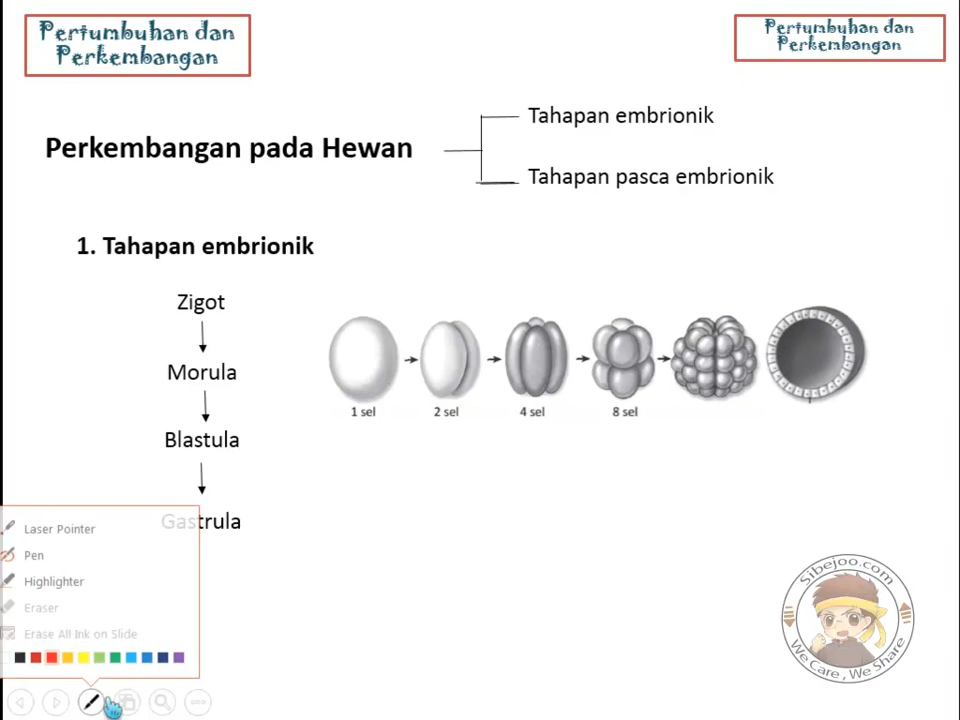 Pertumbuhan dan
Perkembangan
Pertumbuhan dan
Perkembangan
Perkembangan pada Hewan
Tahapan embrionik
Tahapan pasca embrionik
1. Tahapan embrionik
Zigot
Morula
Blastula
Gastrula
1 sel
2 sel
4 sel
8 sel
Laser Pointer
Pen
Highlighter
Eraser
Erase All Ink on Slide
Sibejoo.com
We Care , We Share